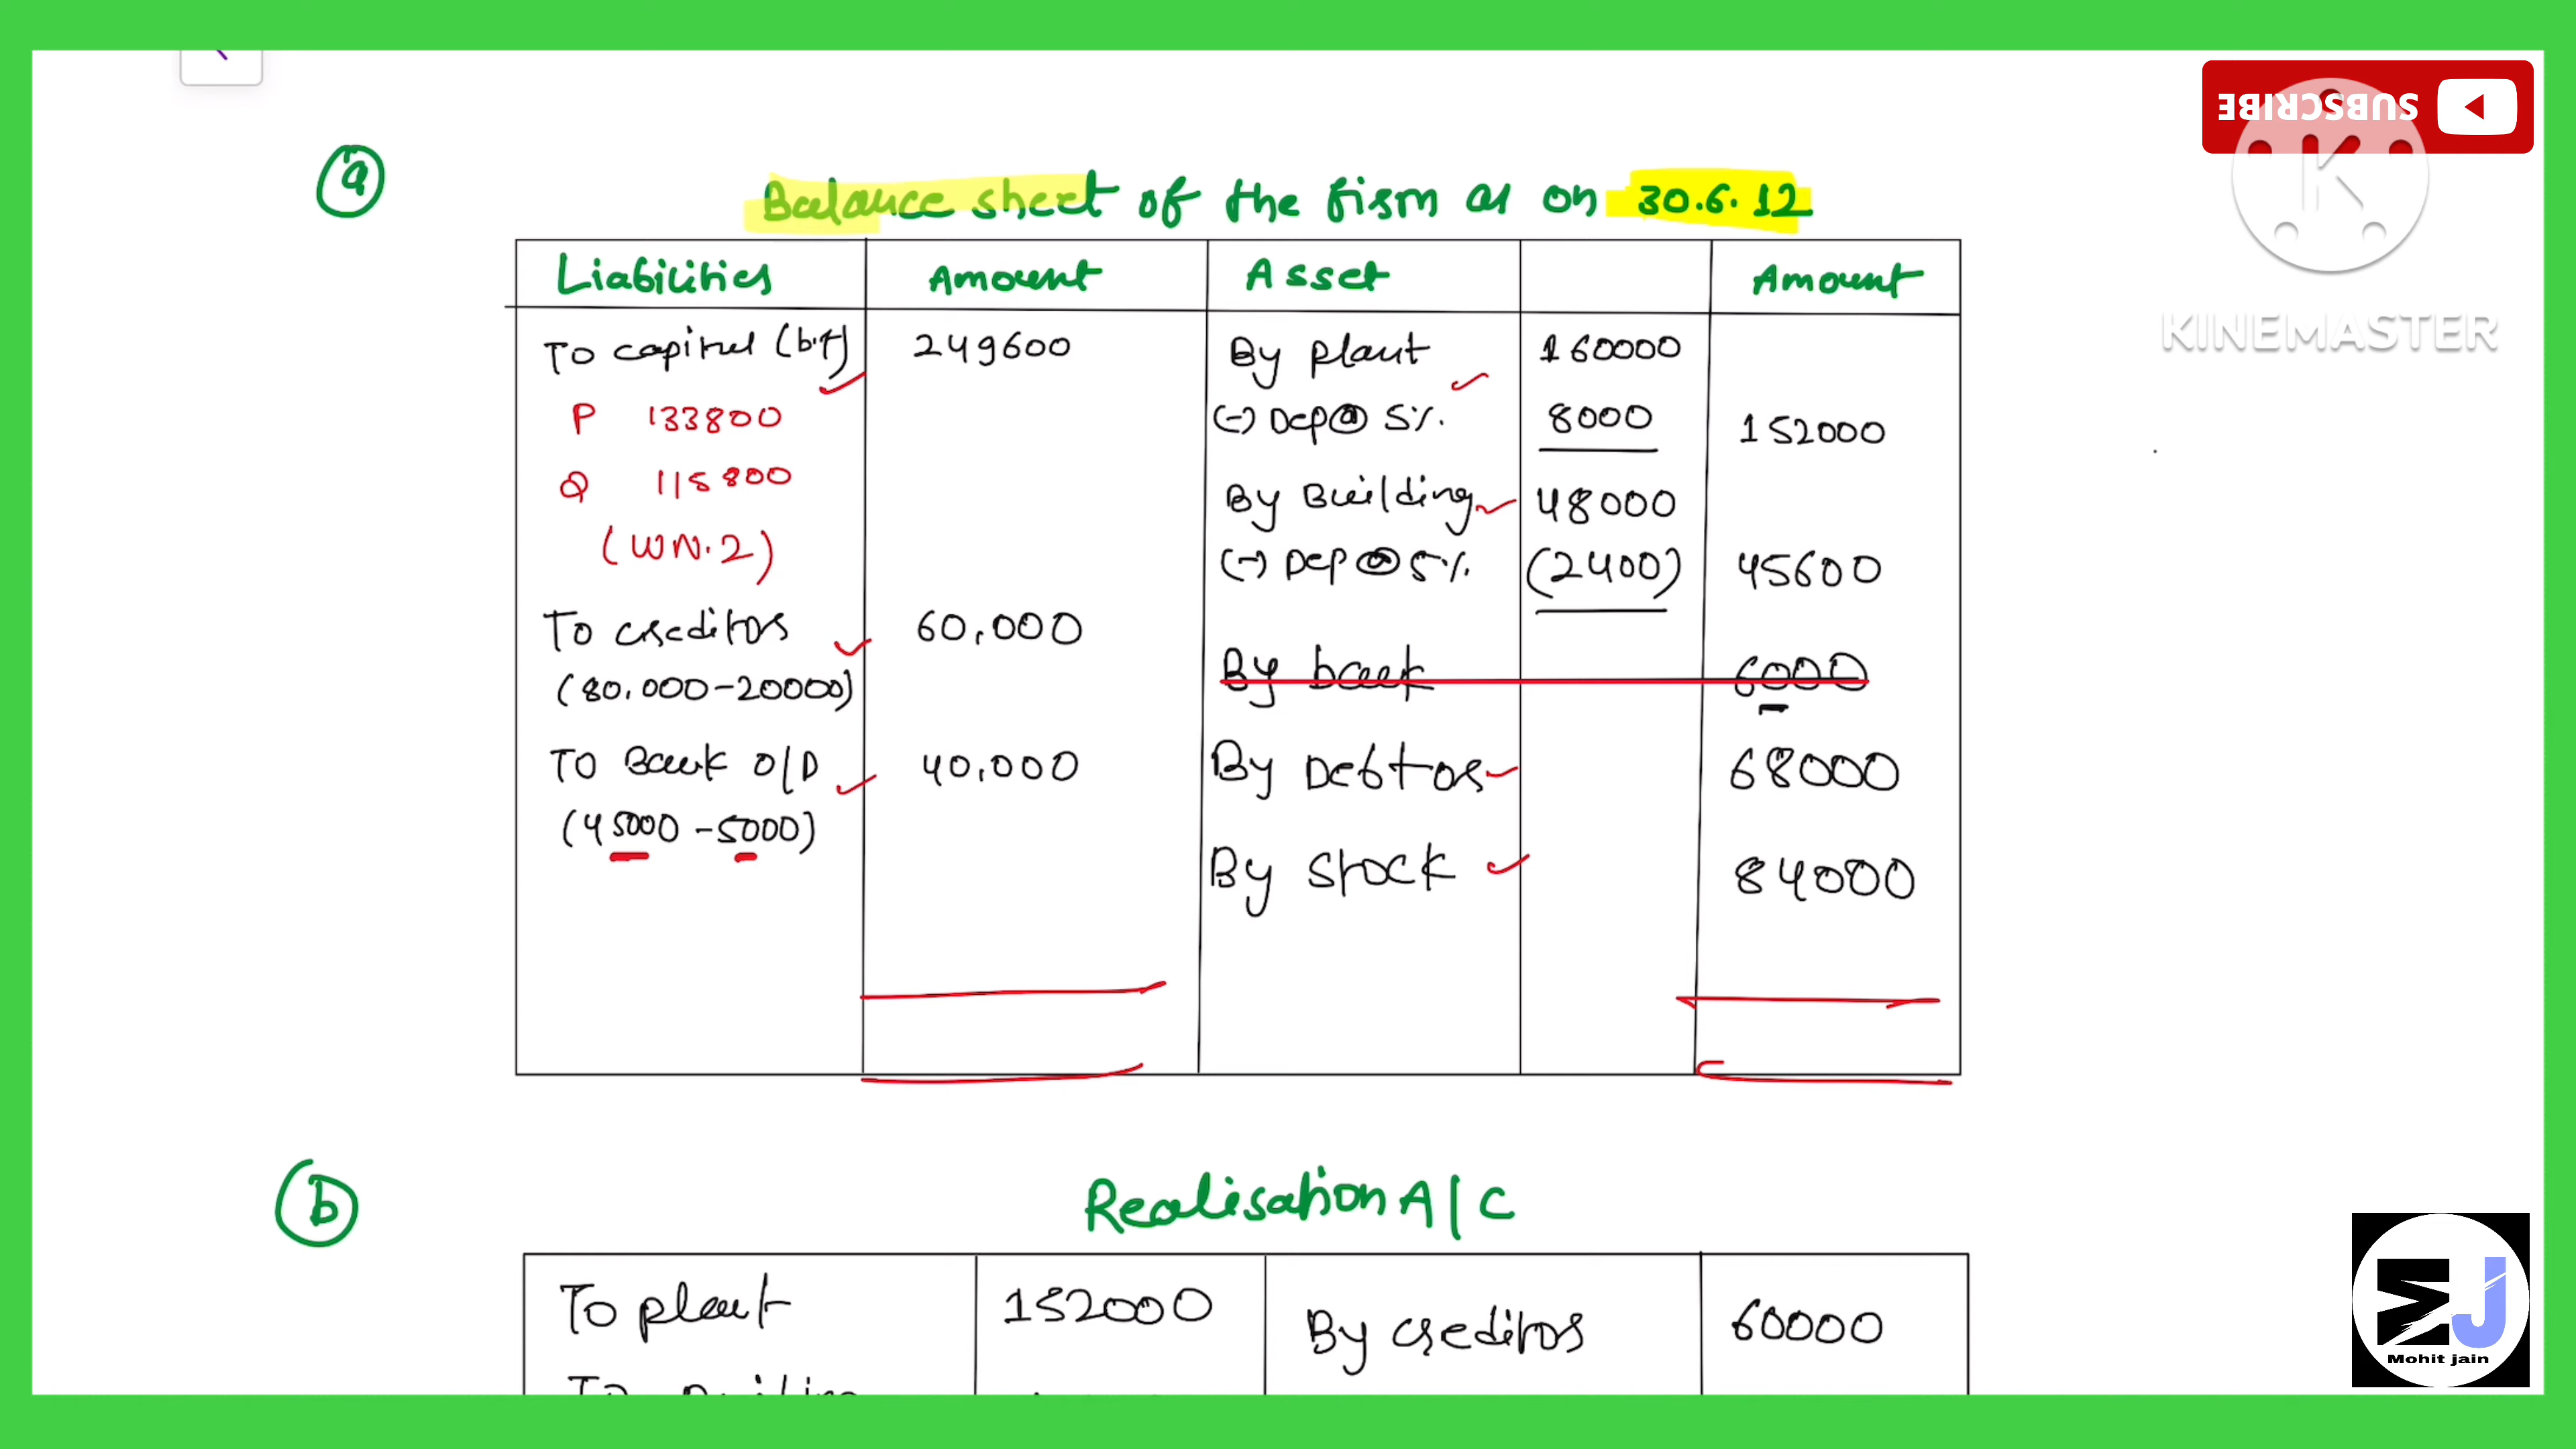 SUBSCRIBE
K
KINEMASTER
a
Balance sheet of the firm as on 30.6.12
Liabilities Amount Asset Amount
To capital (b.f) 249600 By plant 160000
P 133800 (-) Dep@ 5%. 8000 152000
Q 115800 By Building 48000
(WN.2) (-) Dep@ 5% (2400) 45600
To creditors 60,000 By bank 6000
(80,000-20000)
To Bank O/D 40,000 By Debtors 68000
(45000-5000)
By Stock 84000
b
Realisation A/C
To plant 152000 By creditors 60000
MJ
Mohit jain